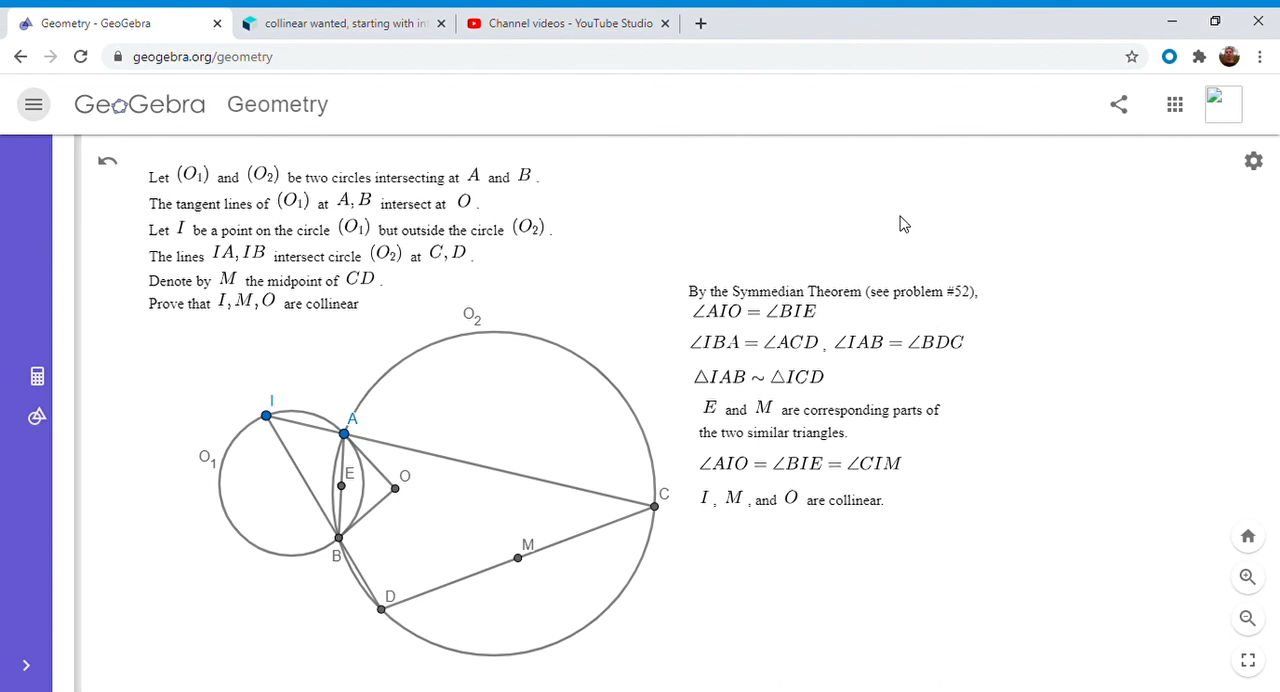 Geometry - GeoGebra
collinear wanted, starting with in
Channel videos - YouTube Studio
geogebra.org/geometry
GeoGebra Geometry
Let (O₁) and (O₂) be two circles intersecting at A and B .
The tangent lines of (O₁) at A, B intersect at O .
Let I be a point on the circle (O₁) but outside the circle (O₂) .
The lines IA, IB intersect circle (O₂) at C, D .
Denote by M the midpoint of CD .
Prove that I, M, O are collinear
By the Symmedian Theorem (see problem #52),
∠AIO = ∠BIE
∠IBA = ∠ACD , ∠IAB = ∠BDC
△IAB ~ △ICD
E and M are corresponding parts of
the two similar triangles.
∠AIO = ∠BIE = ∠CIM
I , M , and O are collinear.
O₂
I
A
O₁
E
O
C
B
M
D